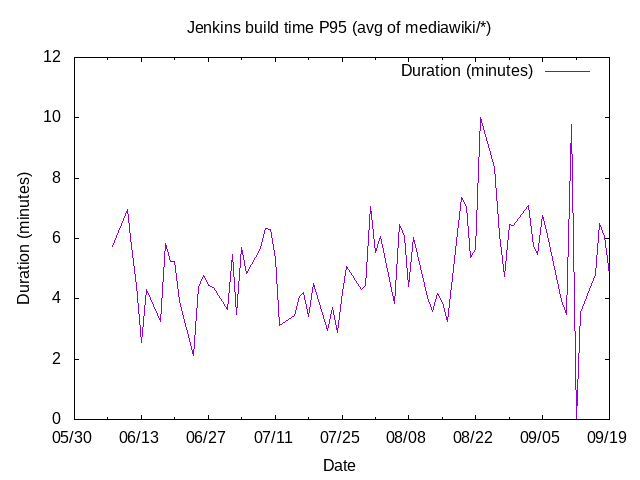 Jenkins build time P95 (avg of mediawiki/*)
Duration (minutes)
12
10
8
6
4
2
0
Duration (minutes)
05/30 06/13 06/27 07/11 07/25 08/08 08/22 09/05 09/19
Date